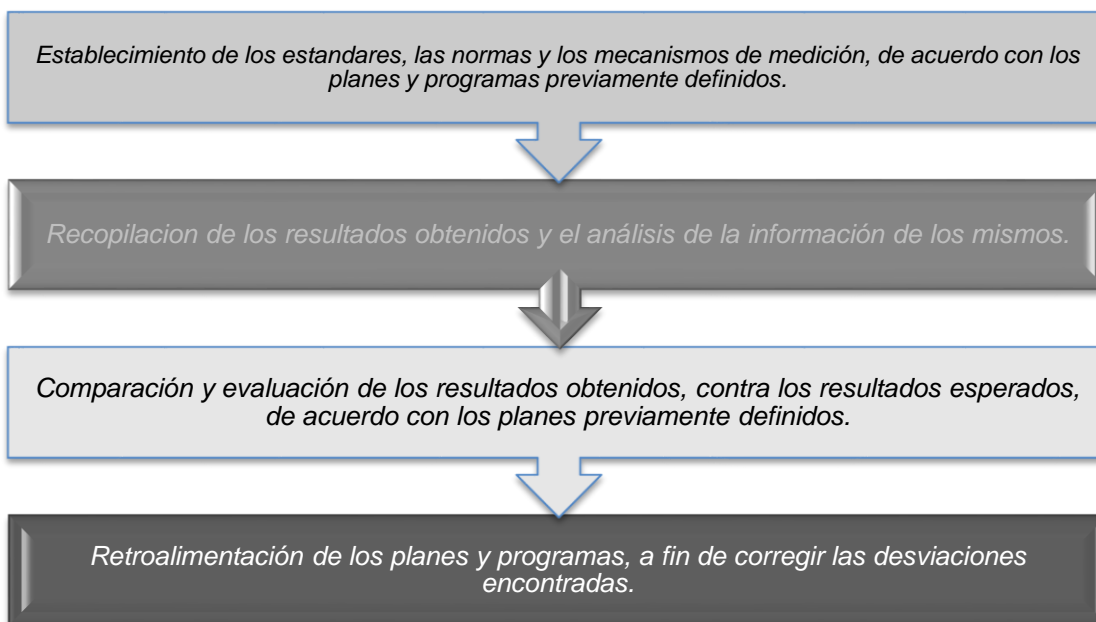 Establecimiento de los estandares, las normas y los mecanismos de medición, de acuerdo con los
planes y programas previamente definidos.
Recopilacion de los resultados obtenidos y el análisis de la información de los mismos.
Comparación y evaluación de los resultados obtenidos, contra los resultados esperados,
de acuerdo con los planes previamente definidos.
Retroalimentación de los planes y programas, a fin de corregir las desviaciones
encontradas.